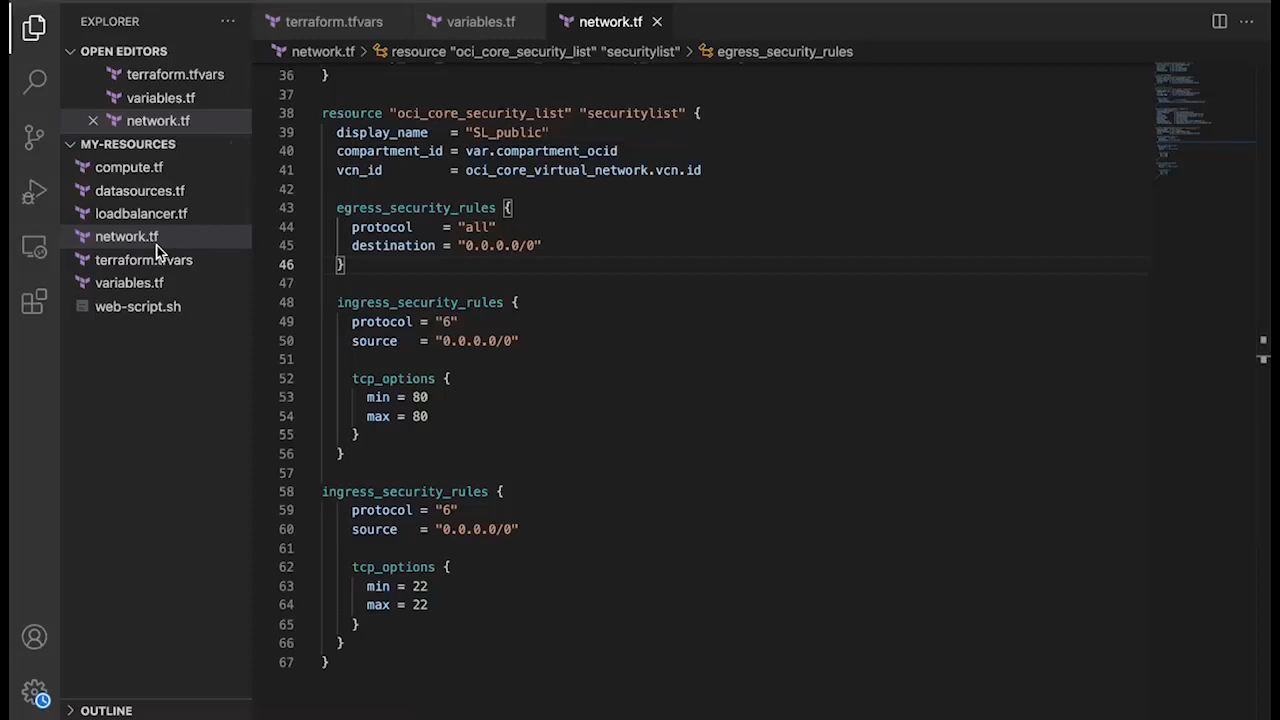 EXPLORER
···
terraform.tfvars
variables.tf
network.tf
···
OPEN EDITORS
terraform.tfvars
variables.tf
network.tf
MY-RESOURCES
compute.tf
datasources.tf
loadbalancer.tf
network.tf
terraform.tfvars
variables.tf
web-script.sh
OUTLINE
network.tf > resource "oci_core_security_list" "securitylist" > egress_security_rules
36 }
37
38 resource "oci_core_security_list" "securitylist" {
39 display_name = "SL_public"
40 compartment_id = var.compartment_ocid
41 vcn_id = oci_core_virtual_network.vcn.id
42
43 egress_security_rules {
44 protocol = "all"
45 destination = "0.0.0.0/0"
46 }
47
48 ingress_security_rules {
49 protocol = "6"
50 source = "0.0.0.0/0"
51
52 tcp_options {
53 min = 80
54 max = 80
55 }
56 }
57
58 ingress_security_rules {
59 protocol = "6"
60 source = "0.0.0.0/0"
61
62 tcp_options {
63 min = 22
64 max = 22
65 }
66 }
67 }